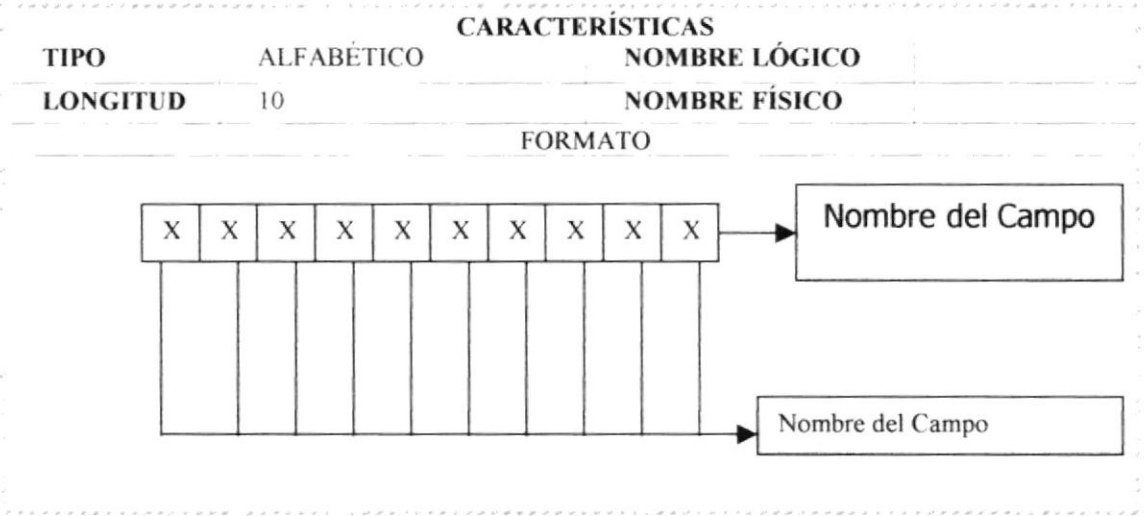 CARACTERÍSTICAS
TIPO ALFABÉTICO NOMBRE LÓGICO
LONGITUD 10 NOMBRE FÍSICO
FORMATO
X X X X X X X X X X Nombre del Campo
Nombre del Campo